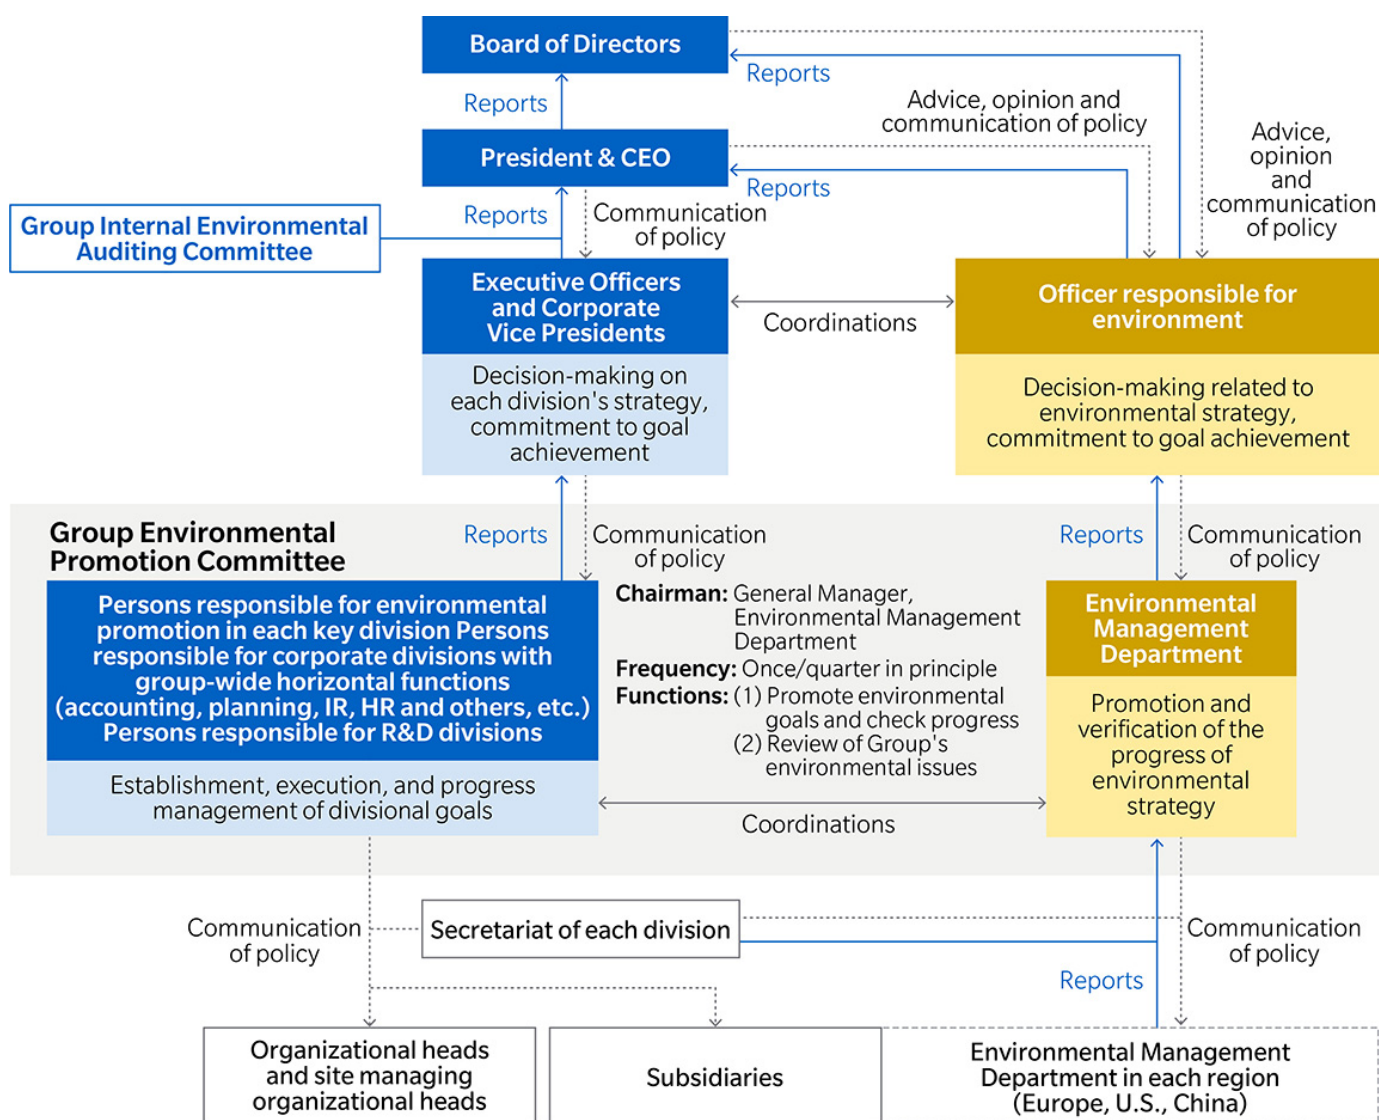 Board of Directors
Reports
Reports
Advice, opinion and
communication of policy
Advice,
opinion
and
communication
of policy
President & CEO
Reports
Reports
Communication
of policy
Group Internal Environmental
Auditing Committee
Executive Officers
and Corporate
Vice Presidents
Coordinations
Officer responsible for
environment
Decision-making on
each division's strategy,
commitment to goal
achievement
Decision-making related to
environmental strategy,
commitment to goal achievement
Group Environmental
Promotion Committee
Reports
Communication
of policy
Reports
Communication
of policy
Persons responsible for environmental
promotion in each key division Persons
responsible for corporate divisions with
group-wide horizontal functions
(accounting, planning, IR, HR and others, etc.)
Persons responsible for R&D divisions
Establishment, execution, and progress
management of divisional goals
Chairman: General Manager,
Environmental Management
Department
Frequency: Once/quarter in principle
Functions: (1) Promote environmental
goals and check progress
(2) Review of Group's
environmental issues
Coordinations
Environmental
Management
Department
Promotion and
verification of the
progress of
environmental
strategy
Communication
of policy
Secretariat of each division
Communication
of policy
Reports
Organizational heads
and site managing
organizational heads
Subsidiaries
Environmental Management
Department in each region
(Europe, U.S., China)